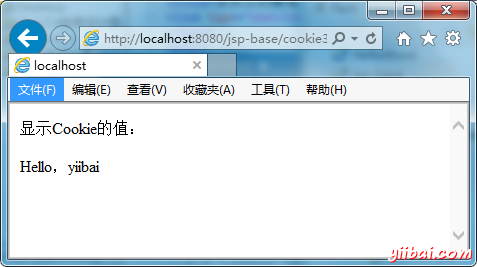 http://localhost:8080/jsp-base/cookie3
localhost
文件(F) 编辑(E) 查看(V) 收藏夹(A) 工具(T) 帮助(H)
显示Cookie的值：
Hello，yiibai
yiibai.com